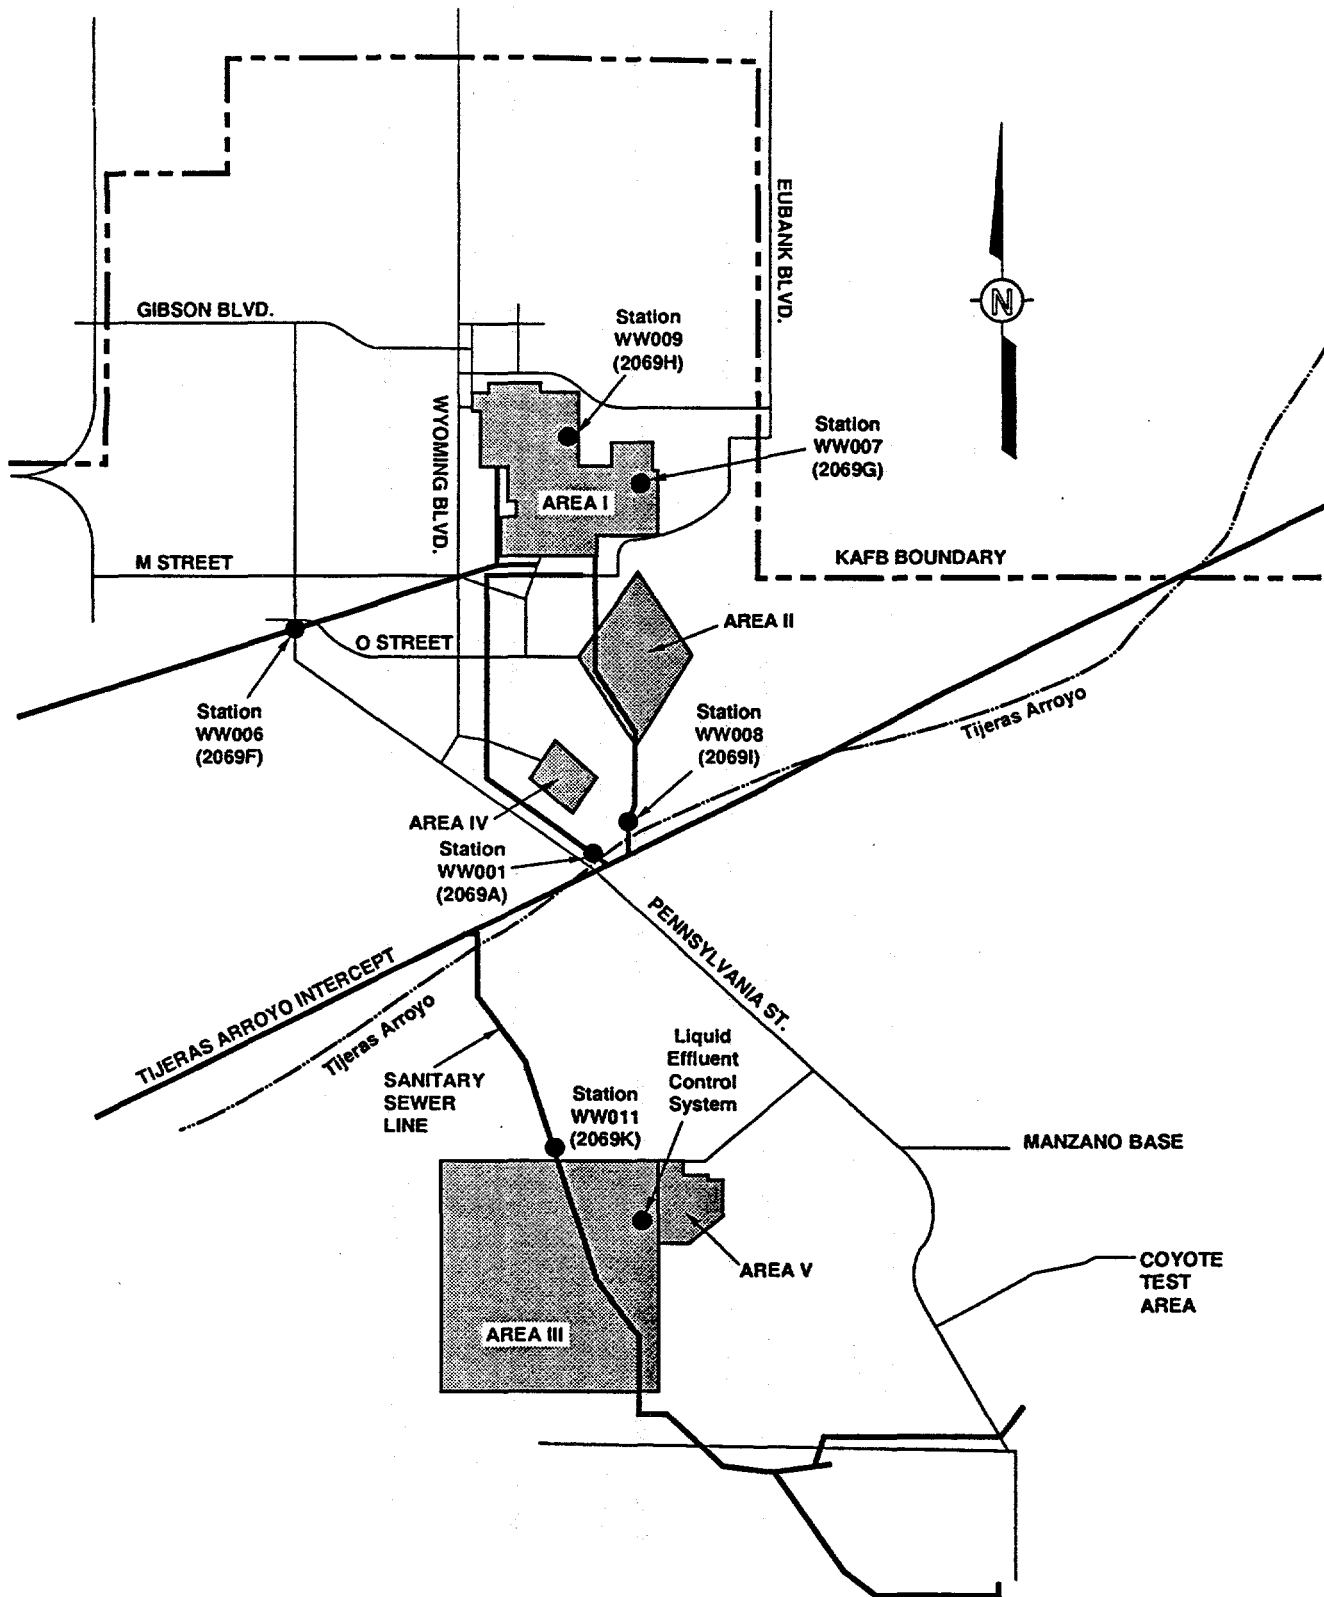 EUBANK BLVD.
GIBSON BLVD.
Station
WW009
(2069H)
N
WYOMING BLVD.
Station
WW007
(2069G)
AREA I
M STREET
KAFB BOUNDARY
AREA II
O STREET
Station
WW006
(2069F)
Station
WW008
(2069I)
Tijeras Arroyo
AREA IV
Station
WW001
(2069A)
PENNSYLVANIA ST.
TIJERAS ARROYO INTERCEPT
Tijeras Arroyo
SANITARY
SEWER
LINE
Liquid
Effluent
Control
System
Station
WW011
(2069K)
MANZANO BASE
AREA V
COYOTE
TEST
AREA
AREA III